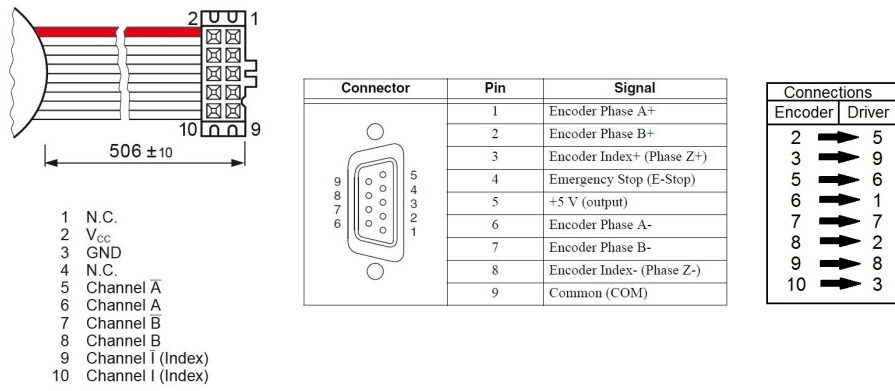 2 1
10 9
506 ±10
1 N.C.
2 V_CC
3 GND
4 N.C.
5 Channel A̅
6 Channel A
7 Channel B̅
8 Channel B
9 Channel I̅ (Index)
10 Channel I (Index)
Connector Pin Signal
1 Encoder Phase A+
2 Encoder Phase B+
3 Encoder Index+ (Phase Z+)
4 Emergency Stop (E-Stop)
5 +5 V (output)
6 Encoder Phase A-
7 Encoder Phase B-
8 Encoder Index- (Phase Z-)
9 Common (COM)
9 5
8 4
7 3
6 2
1
Connections
Encoder Driver
2 5
3 9
5 6
6 1
7 7
8 2
9 8
10 3